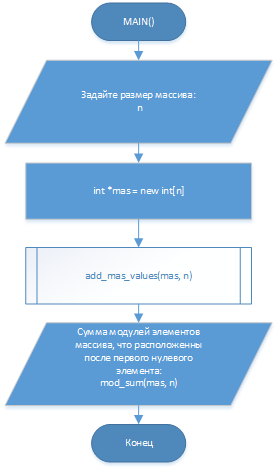 MAIN()
Задайте размер массива:
n
int *mas = new int[n]
add_mas_values(mas, n)
Сумма модулей элементов
массива, что расположенны
после первого нулевого
элемента:
mod_sum(mas, n)
Конец